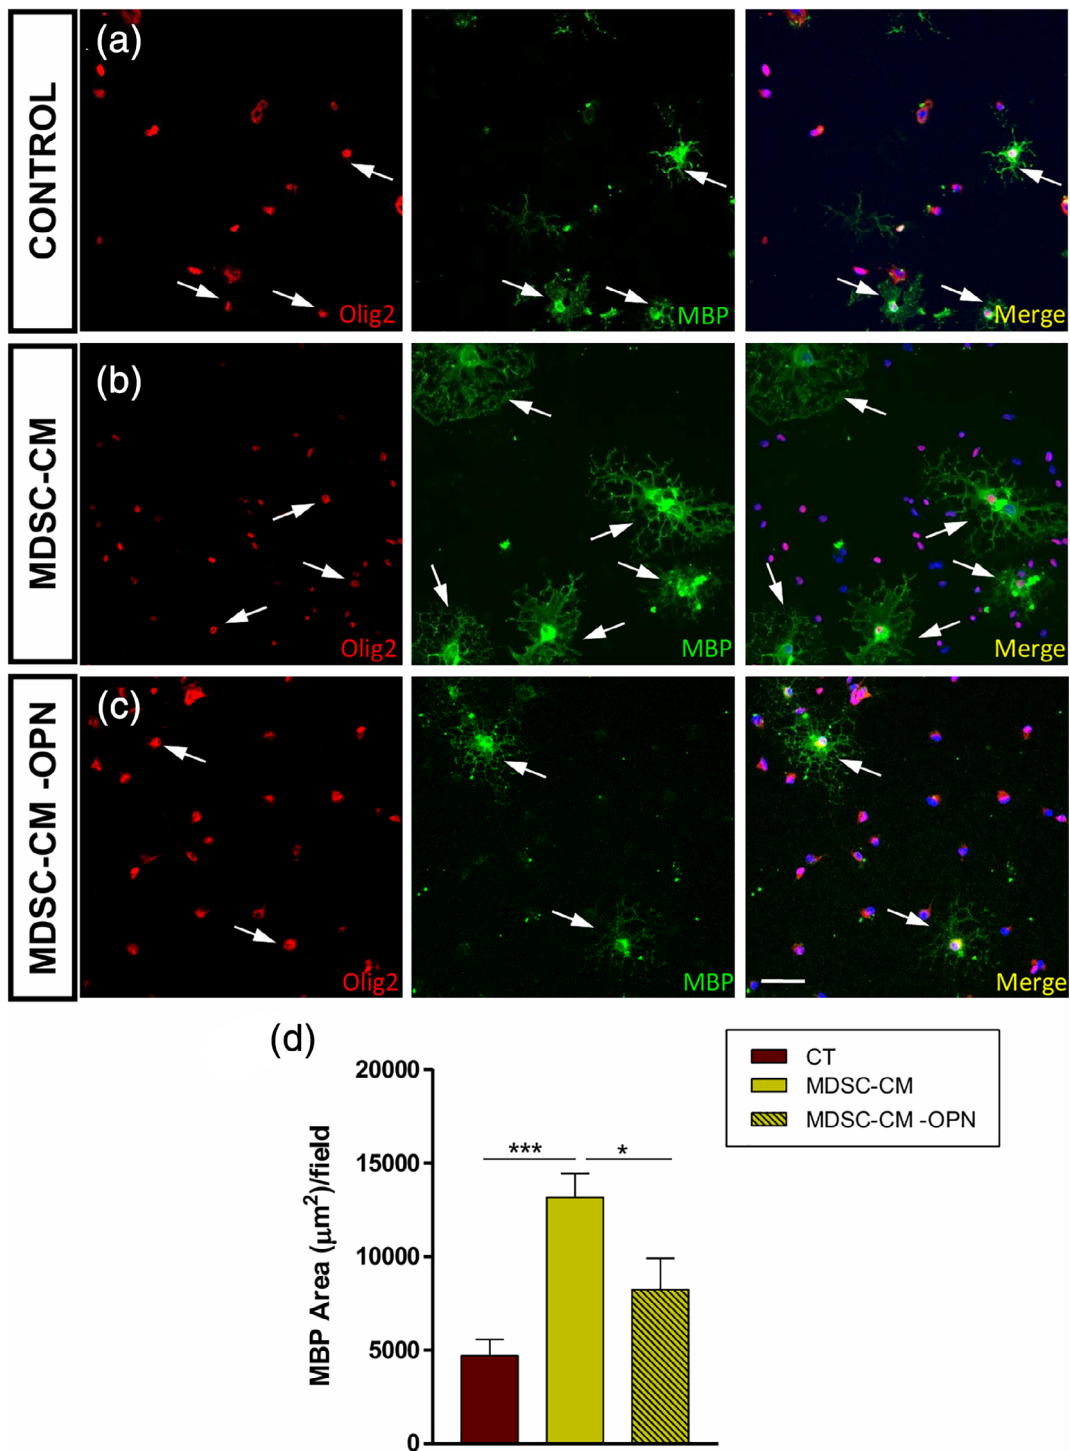 CONTROL
(a)
Olig2
MBP
Merge
MDSC-CM
(b)
Olig2
MBP
Merge
MDSC-CM -OPN
(c)
Olig2
MBP
Merge
(d)
CT
MDSC-CM
MDSC-CM -OPN
MBP Area (μm²)/field
20000
15000
10000
5000
0
***
*